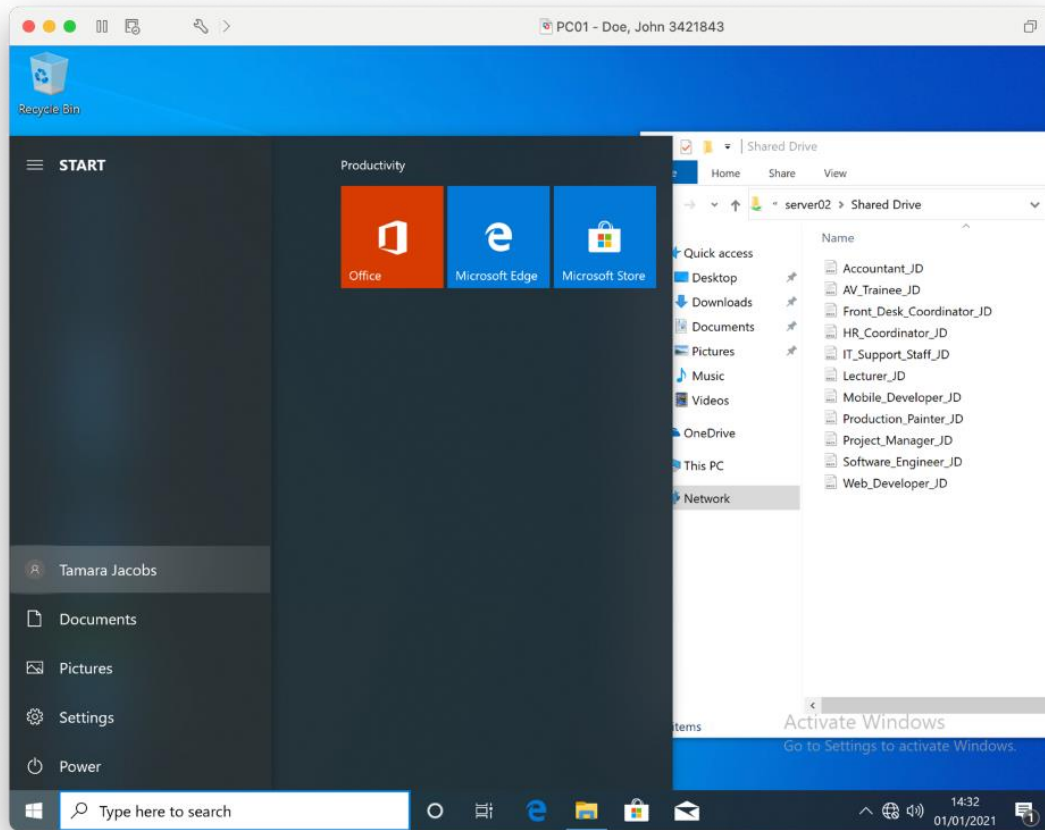 PC01 - Doe, John 3421843
Recycle Bin
START
Productivity
Office
Microsoft Edge
Microsoft Store
Tamara Jacobs
Documents
Pictures
Settings
Power
Shared Drive
Home Share View
server02 > Shared Drive
Name
Quick access
Desktop
Downloads
Documents
Pictures
Music
Videos
OneDrive
This PC
Network
Accountant_JD
AV_Trainee_JD
Front_Desk_Coordinator_JD
HR_Coordinator_JD
IT_Support_Staff_JD
Lecturer_JD
Mobile_Developer_JD
Production_Painter_JD
Project_Manager_JD
Software_Engineer_JD
Web_Developer_JD
items
Activate Windows
Go to Settings to activate Windows.
Type here to search
14:32
01/01/2021
1